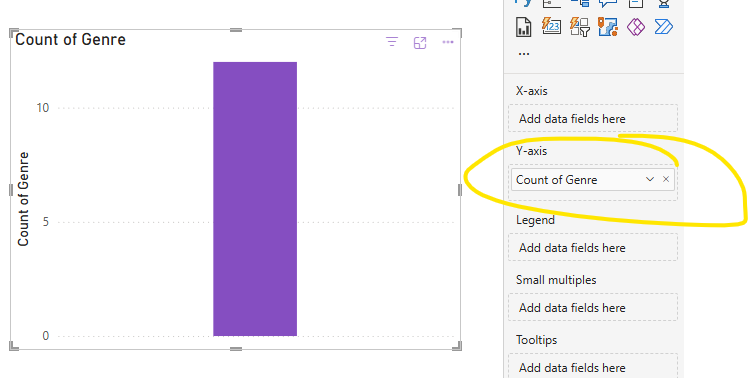 Count of Genre
10
5
0
Count of Genre
123
...
X-axis
Add data fields here
Y-axis
Count of Genre
Legend
Add data fields here
Small multiples
Add data fields here
Tooltips
Add data fields here